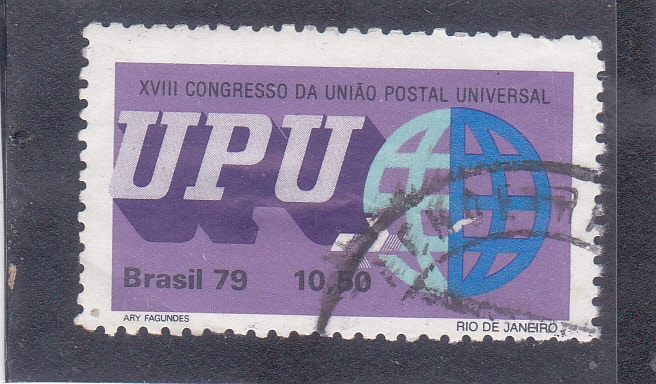 XVIII CONGRESSO DA UNIÃO POSTAL UNIVERSAL
UPU
Brasil 79 10,50
ARY FAGUNDES RIO DE JANEIRO